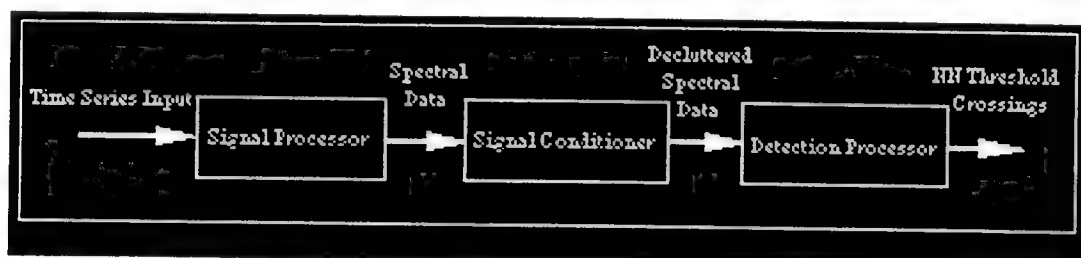 Time Series Input
Signal Processor
Spectral
Data
Signal Conditioner
Decluttered
Spectral
Data
Detection Processor
NN Threshold
Crossings